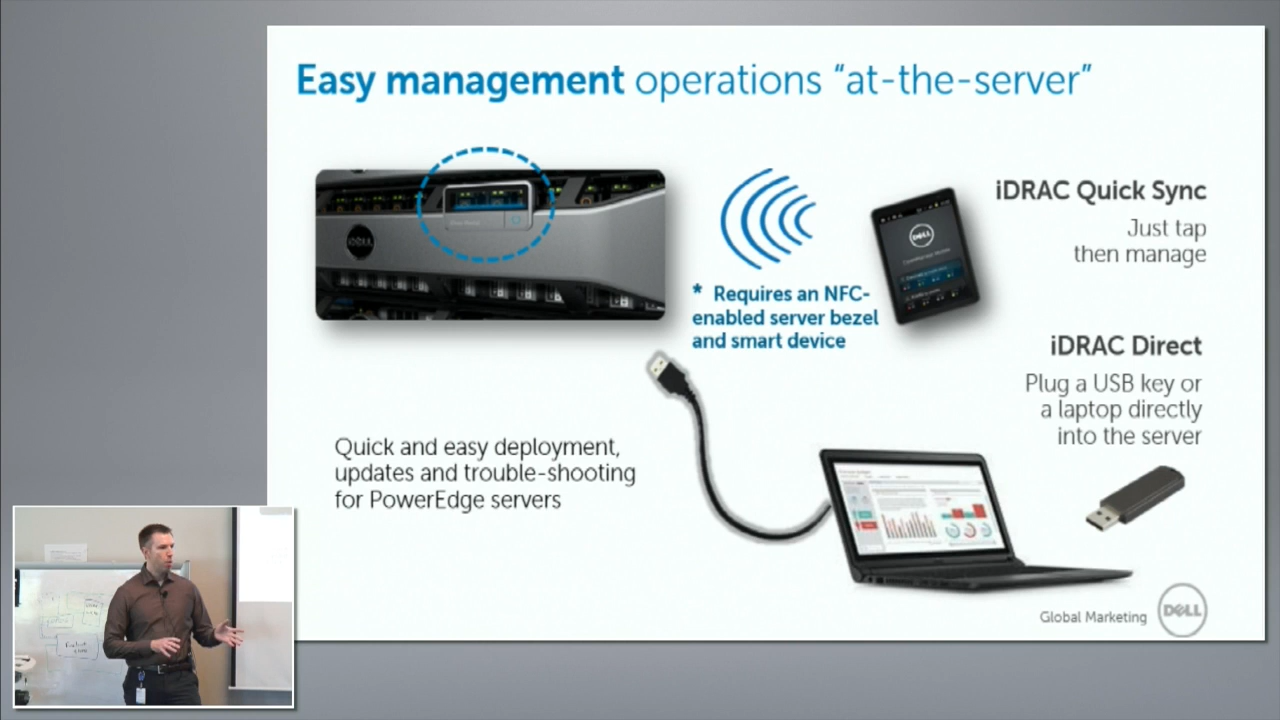 Easy management operations “at-the-server”
iDRAC Quick Sync
Just tap
then manage
* Requires an NFC-
enabled server bezel
and smart device
DELL
DELL
iDRAC Direct
Plug a USB key or
a laptop directly
into the server
Quick and easy deployment,
updates and trouble-shooting
for PowerEdge servers
Global Marketing
DELL